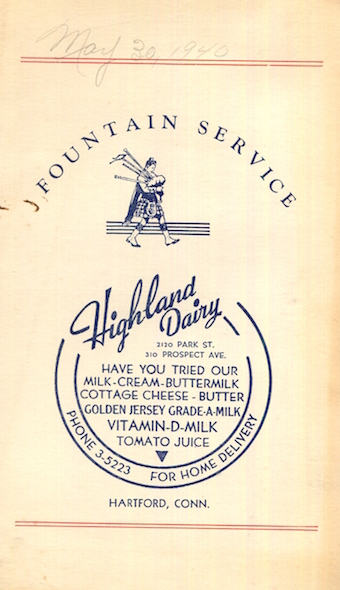 May 30, 1940
FOUNTAIN SERVICE
Highland
Dairy
2120 PARK ST.
310 PROSPECT AVE.
HAVE YOU TRIED OUR
MILK-CREAM-BUTTERMILK
COTTAGE CHEESE - BUTTER
GOLDEN JERSEY GRADE-A-MILK
VITAMIN-D-MILK
TOMATO JUICE
PHONE 3-5223 FOR HOME DELIVERY
HARTFORD, CONN.